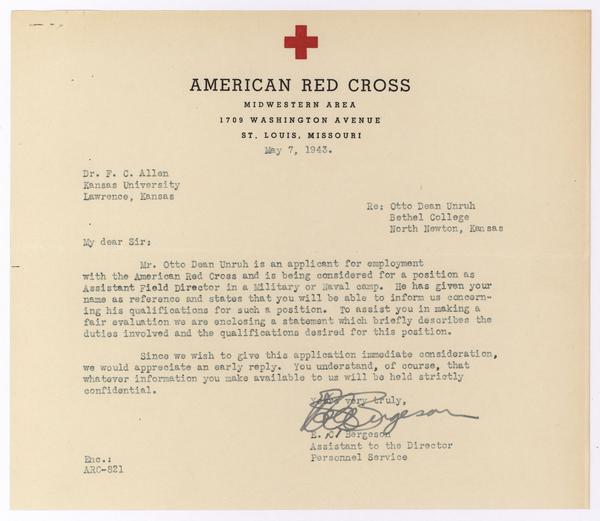 AMERICAN RED CROSS
MIDWESTERN AREA
1709 WASHINGTON AVENUE
ST. LOUIS, MISSOURI
May 7, 1943.
Dr. F. C. Allen
Kansas University
Lawrence, Kansas
Re: Otto Dean Unruh
Bethel College
North Newton, Kansas
My dear Sir:
Mr. Otto Dean Unruh is an applicant for employment
with the American Red Cross and is being considered for a position as
Assistant Field Director in a Military or Naval camp. He has given your
name as reference and states that you will be able to inform us concern-
ing his qualifications for such a position. To assist you in making a
fair evaluation we are enclosing a statement which briefly describes the
duties involved and the qualifications desired for this position.
Since we wish to give this application immediate consideration,
we would appreciate an early reply. You understand, of course, that
whatever information you make available to us will be held strictly
confidential.
Yours very truly,
Bergeson
E. Bergeson
Assistant to the Director
Personnel Service
Enc.:
ARC-821